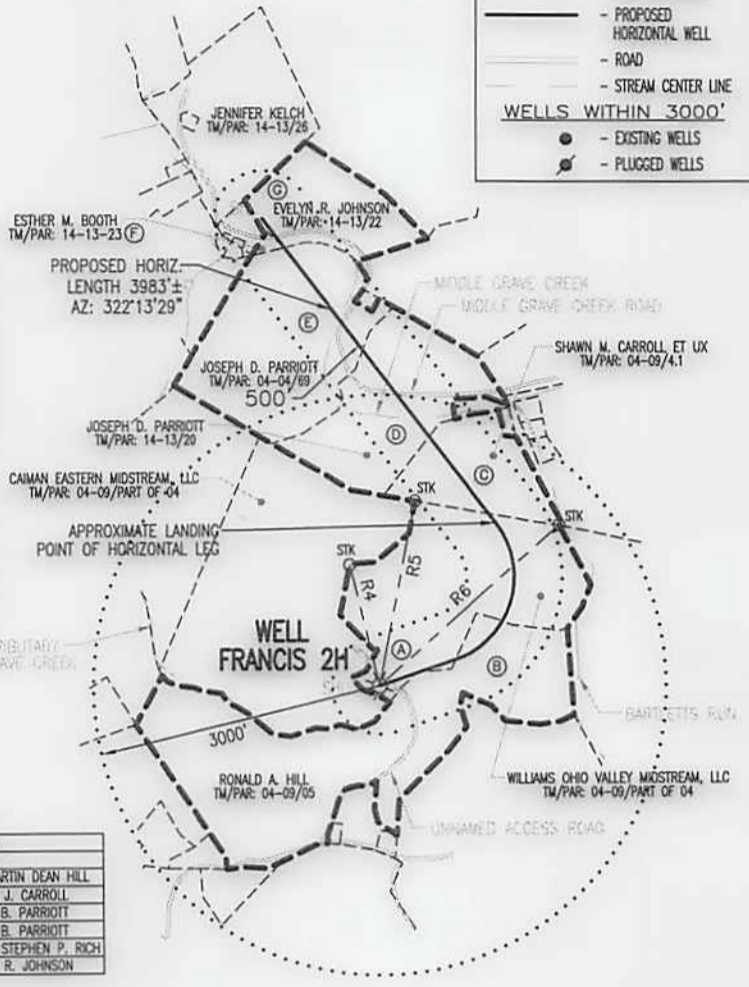 - PROPOSED
HORIZONTAL WELL
- ROAD
- STREAM CENTER LINE
WELLS WITHIN 3000'
- EXISTING WELLS
- PLUGGED WELLS
JENNIFER KELCH
TM/PAR: 14-13/26
G
EVELYN R. JOHNSON
TM/PAR: 14-13/22
ESTHER M. BOOTH
TM/PAR: 14-13-23 F
PROPOSED HORIZ.
LENGTH 3983'±
AZ: 322°13'29"
MIDDLE GRAVE CREEK
MIDDLE GRAVE CREEK ROAD
E
SHAWN M. CARROLL ET UX
TM/PAR: 04-09/4.1
JOSEPH D. PARRIOTT
TM/PAR: 04-04/69
500'
JOSEPH D. PARRIOTT
TM/PAR: 14-13/20
D
C
CAIMAN EASTERN MIDSTREAM, LLC
TM/PAR: 04-09/PART OF 04
STK
STK
APPROXIMATE LANDING
POINT OF HORIZONTAL LEG
STK
R4
R5
R6
WELL
FRANCIS 2H
A
B
BARTLETTS RUN
3000'
RONALD A. HILL
TM/PAR: 04-09/05
WILLIAMS OHIO VALLEY MIDSTREAM, LLC
TM/PAR: 04-09/PART OF 04
UNNAMED ACCESS ROAD
RTIN DEAN HILL
J. CARROLL
B. PARRIOTT
B. PARRIOTT
STEPHEN P. RICH
R. JOHNSON